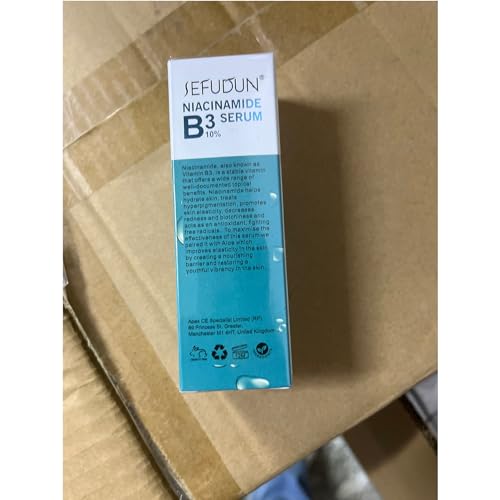 SEFUDUN®
NIACINAMIDE
B3 SERUM
10%
Niacinamide, also known as
Vitamin B3, is a stable vitamin
that offers a wide range of
well-documented topical
benefits. Niacinamide helps
hydrate skin, treats
hyperpigmentation, promotes
skin elasticity, decreases
redness and blotchiness and
acts as an antioxidant, fighting
free radicals. To maximise the
effectiveness of this serum we
paired it with Aloe which
improves elasticity in the skin
by creating a nourishing
barrier and restoring a
youthful vibrancy to the skin.
Apex CE Specialist Limited (RP)
89 Princess St, Greater,
Manchester M1 4HT, United Kingdom